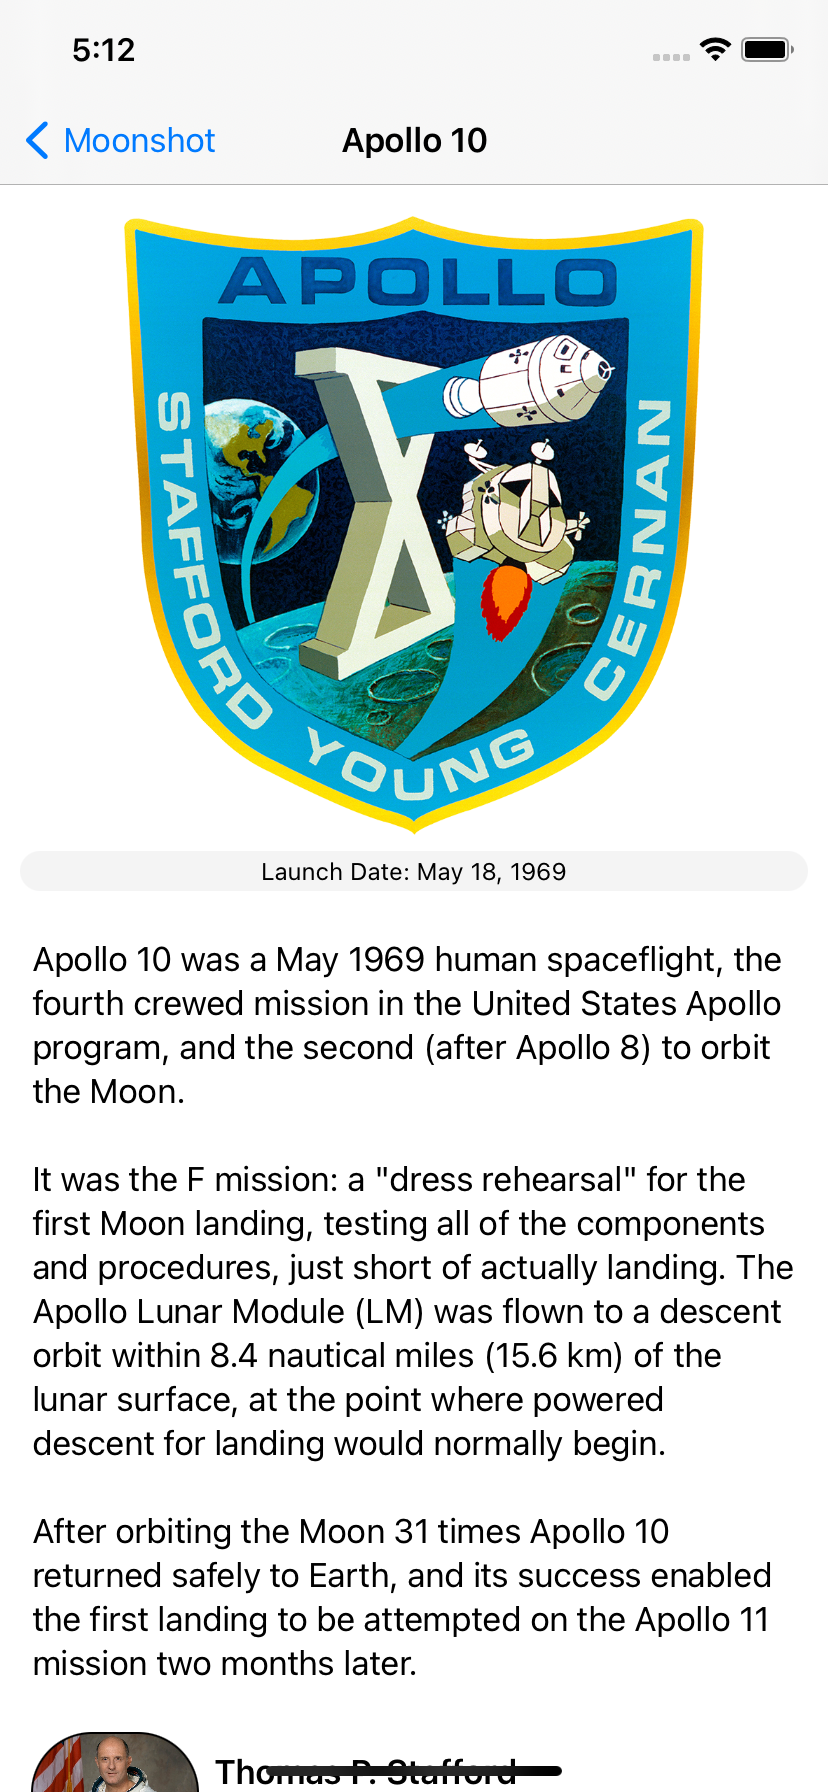 5:12
Moonshot
Apollo 10
APOLLO
STAFFORD
YOUNG
CERNAN
Launch Date: May 18, 1969
Apollo 10 was a May 1969 human spaceflight, the
fourth crewed mission in the United States Apollo
program, and the second (after Apollo 8) to orbit
the Moon.
It was the F mission: a "dress rehearsal" for the
first Moon landing, testing all of the components
and procedures, just short of actually landing. The
Apollo Lunar Module (LM) was flown to a descent
orbit within 8.4 nautical miles (15.6 km) of the
lunar surface, at the point where powered
descent for landing would normally begin.
After orbiting the Moon 31 times Apollo 10
returned safely to Earth, and its success enabled
the first landing to be attempted on the Apollo 11
mission two months later.
Thomas P. Stafford